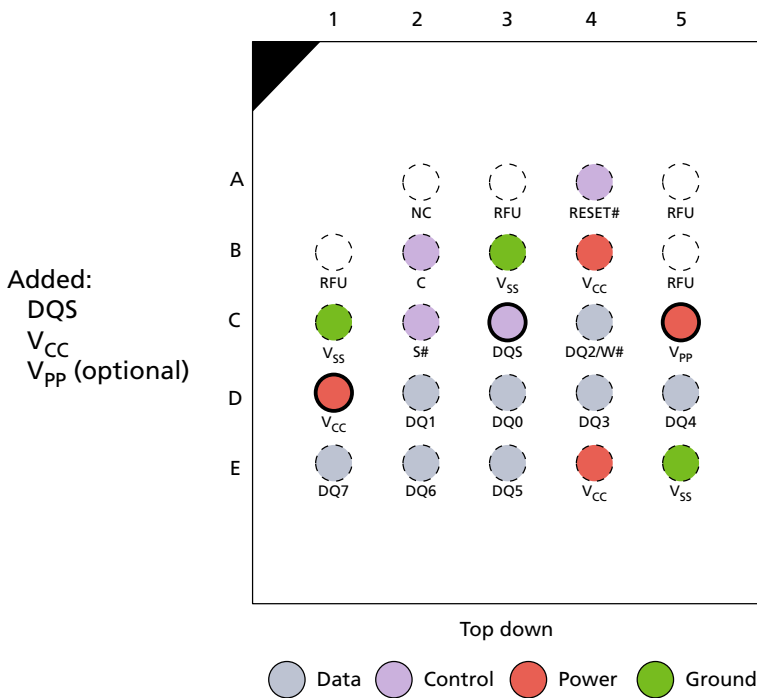 1 2 3 4 5
A
NC RFU RESET# RFU
B
RFU C VSS VCC RFU
Added:
DQS
VCC
VPP (optional)
C
VSS S# DQS DQ2/W# VPP
D
VCC DQ1 DQ0 DQ3 DQ4
E
DQ7 DQ6 DQ5 VCC VSS
Top down
Data Control Power Ground